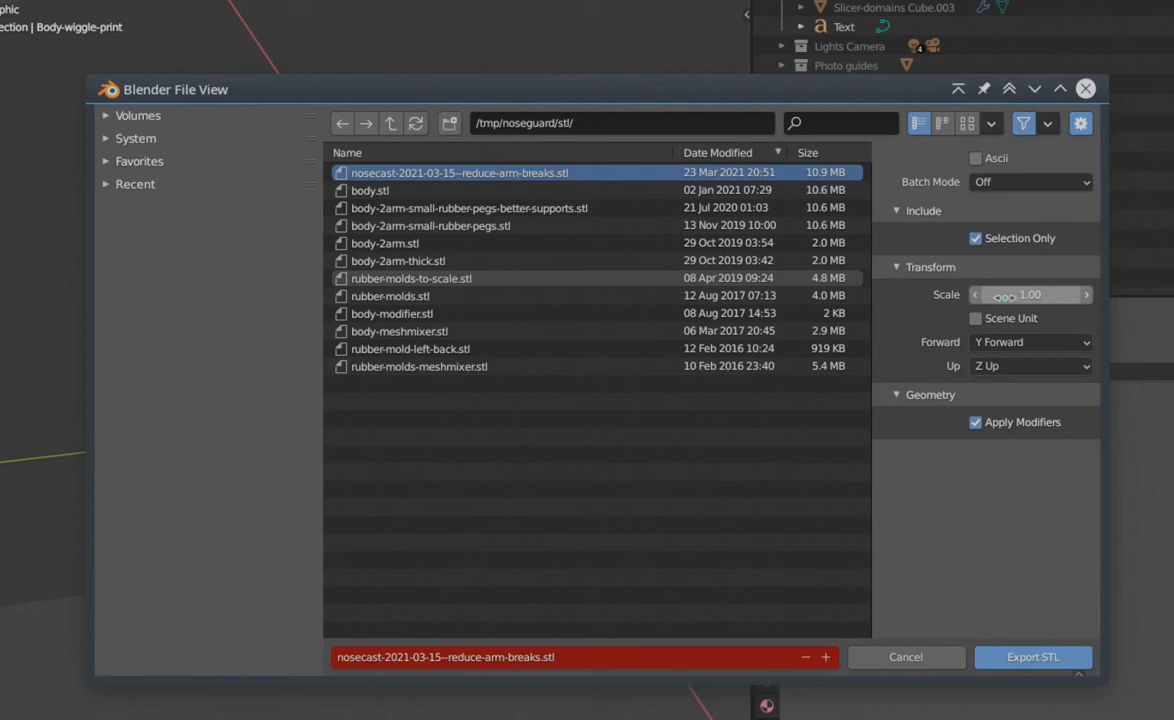 phic
ection | Body-wiggle-print
Slicer-domains Cube.003
Text
Lights Camera
4
Photo guides
Blender File View
Volumes
System
Favorites
Recent
/tmp/noseguard/stl/
Name Date Modified Size
nosecast-2021-03-15--reduce-arm-breaks.stl 23 Mar 2021 20:51 10.9 MB
body.stl 02 Jan 2021 07:29 10.6 MB
body-2arm-small-rubber-pegs-better-supports.stl 21 Jul 2020 01:03 10.6 MB
body-2arm-small-rubber-pegs.stl 13 Nov 2019 10:00 10.6 MB
body-2arm.stl 29 Oct 2019 03:54 2.0 MB
body-2arm-thick.stl 29 Oct 2019 03:42 2.0 MB
rubber-molds-to-scale.stl 08 Apr 2019 09:24 4.8 MB
rubber-molds.stl 12 Aug 2017 07:13 4.0 MB
body-modifier.stl 08 Aug 2017 14:53 2 KB
body-meshmixer.stl 06 Mar 2017 20:45 2.9 MB
rubber-mold-left-back.stl 12 Feb 2016 10:24 919 KB
rubber-molds-meshmixer.stl 10 Feb 2016 23:40 5.4 MB
Ascii
Batch Mode Off
Include
Selection Only
Transform
Scale 1.00
Scene Unit
Forward Y Forward
Up Z Up
Geometry
Apply Modifiers
nosecast-2021-03-15--reduce-arm-breaks.stl
Cancel
Export STL